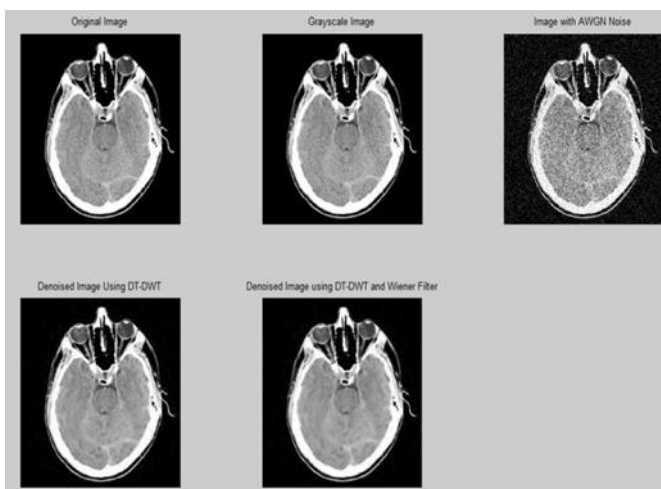 Original Image
Grayscale Image
Image with AWGN Noise
Denoised Image Using DT-DWT
Denoised Image using DT-DWT and Wiener Filter